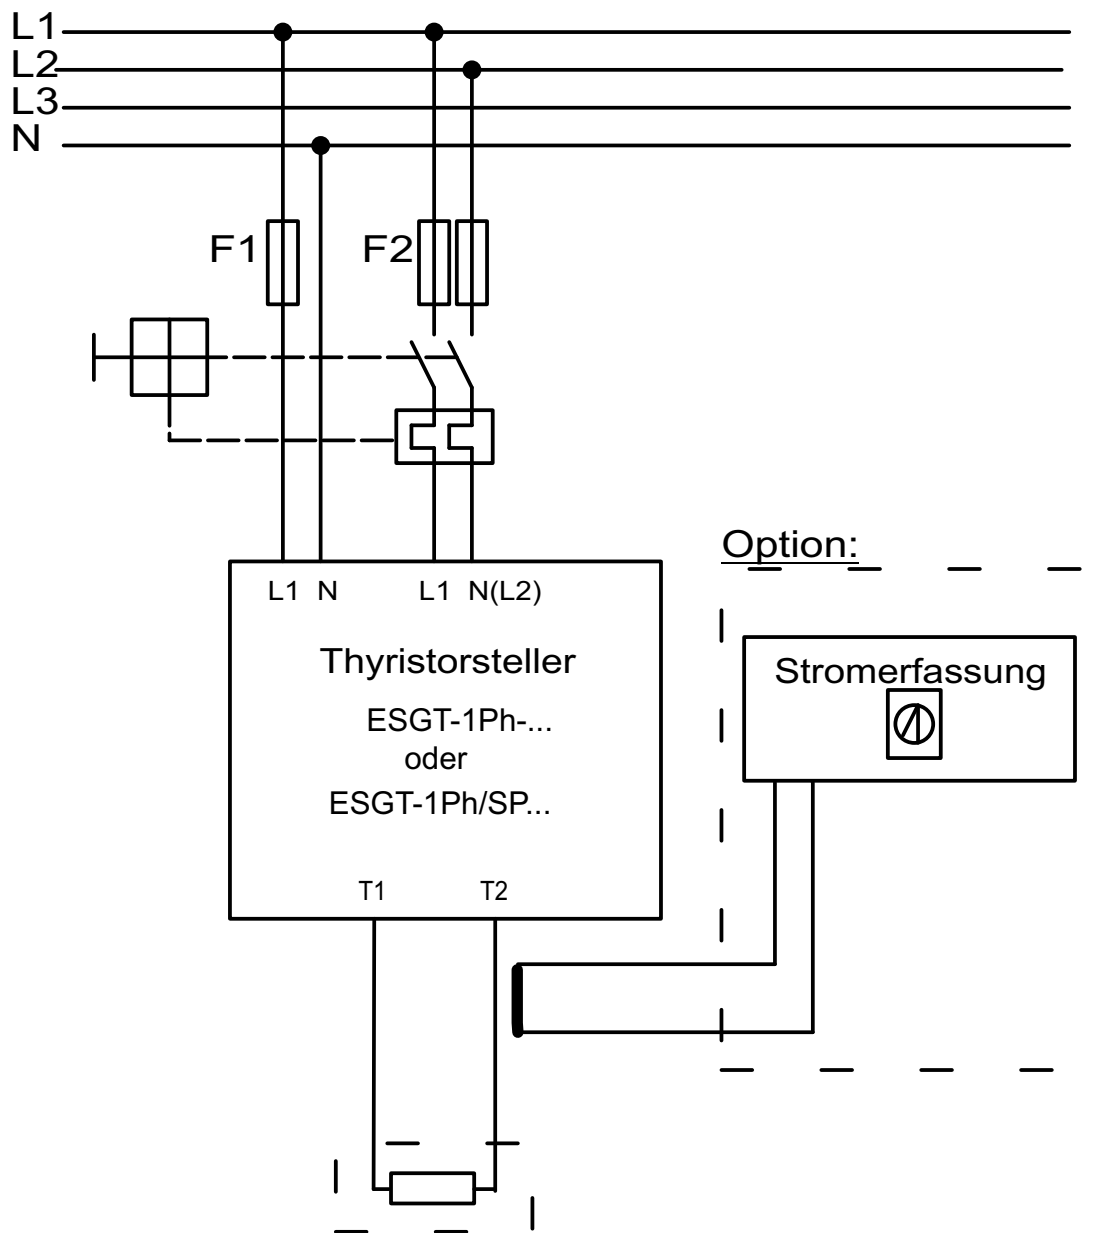 L1
L2
L3
N
F1
F2
Option:
L1 N L1 N(L2)
Thyristorsteller
ESGT-1Ph-...
oder
ESGT-1Ph/SP...
T1 T2
Stromerfassung